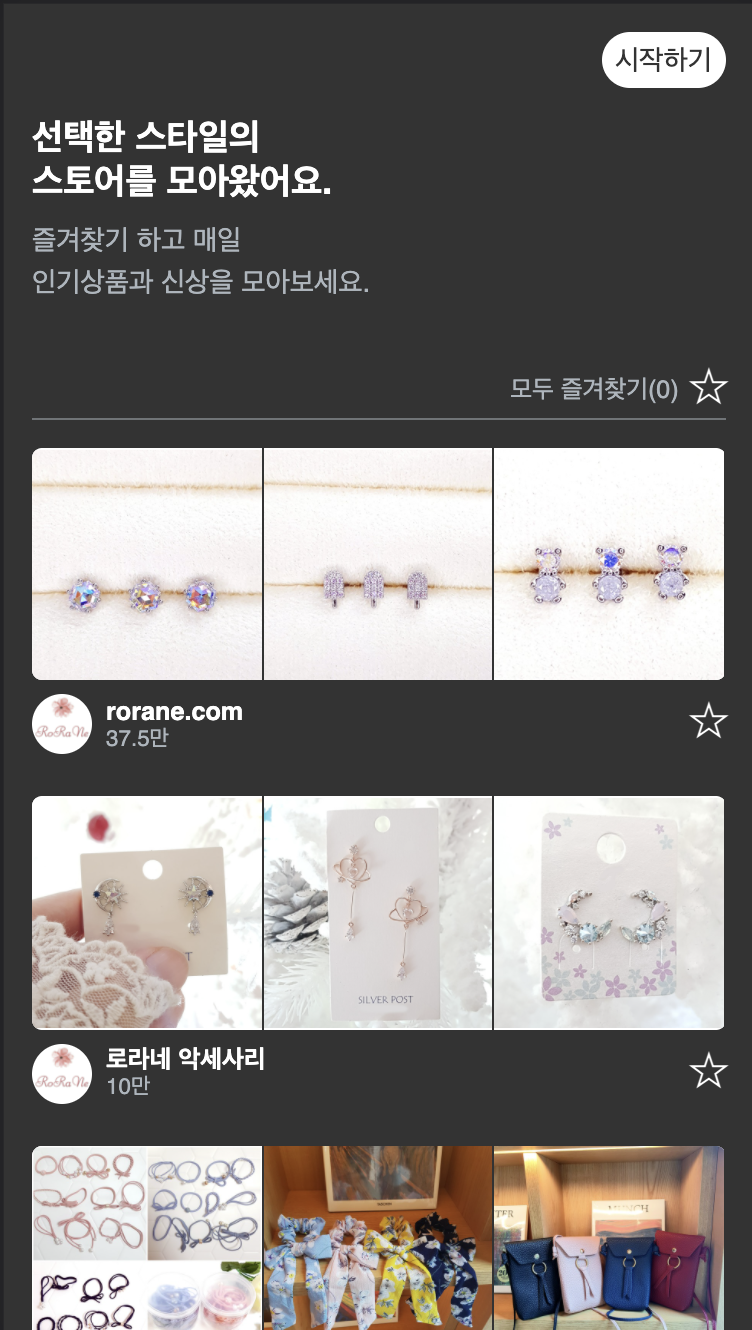 시작하기
선택한 스타일의
스토어를 모아왔어요.
즐겨찾기 하고 매일
인기상품과 신상을 모아보세요.
모두 즐겨찾기(0)
RoRaNe
rorane.com
37.5만
T
SILVER POST
RoRaNe
로라네 악세사리
10만
TER
MUNCH